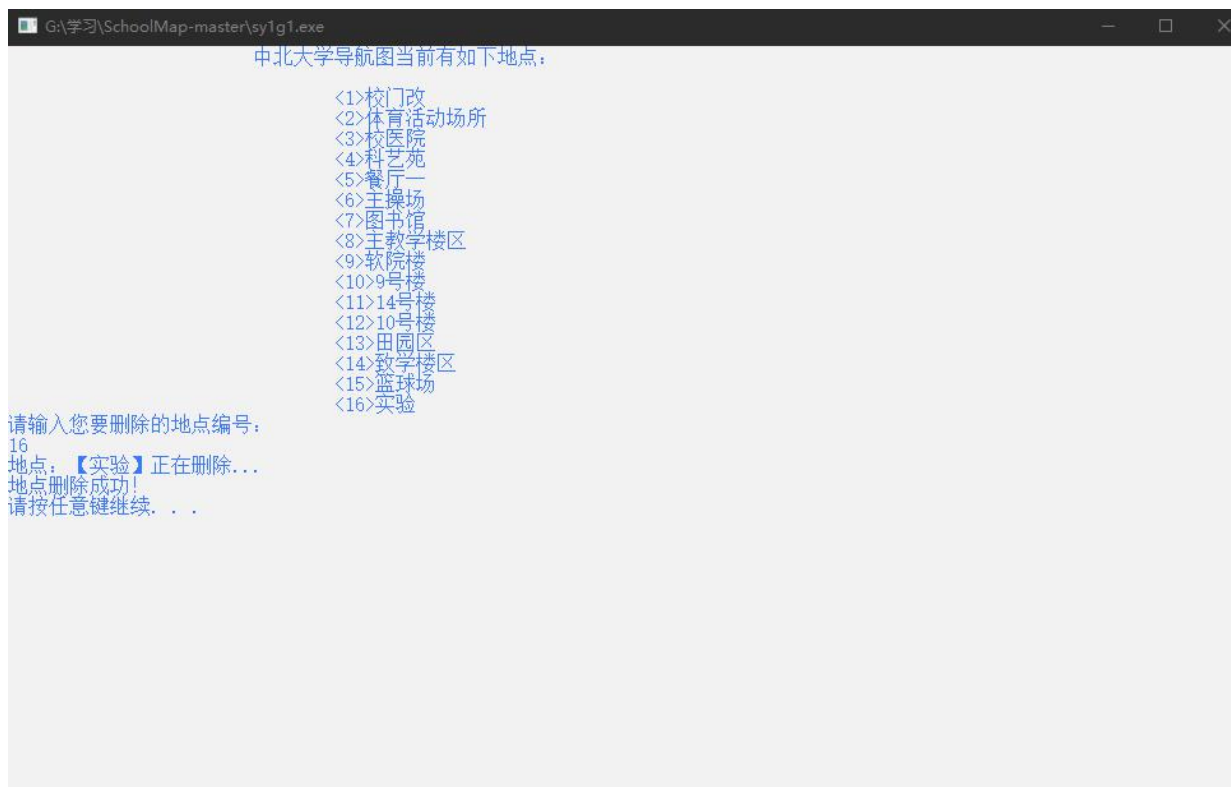 G:\学习\SchoolMap-master\sy1g1.exe
中北大学导航图当前有如下地点：
<1>校门改
<2>体育活动场所
<3>校医院
<4>科艺苑
<5>餐厅一
<6>主操场
<7>图书馆
<8>主教学楼区
<9>软院楼
<10>9号楼
<11>14号楼
<12>10号楼
<13>田园区
<14>致学楼区
<15>篮球场
<16>实验
请输入您要删除的地点编号：
16
地点：【实验】正在删除...
地点删除成功!
请按任意键继续. . .